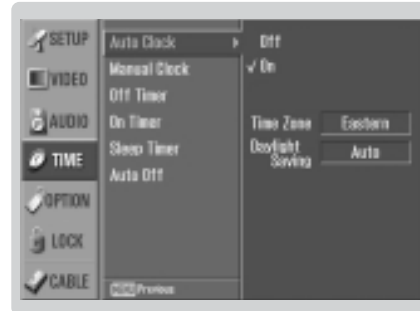 SETUP
VIDEO
AUDIO
TIME
OPTION
LOCK
CABLE
Auto Clock
Manual Clock
Off Timer
On Timer
Sleep Timer
Auto Off
Previous
Off
√ On
Time Zone Eastern
Daylight
Saving Auto